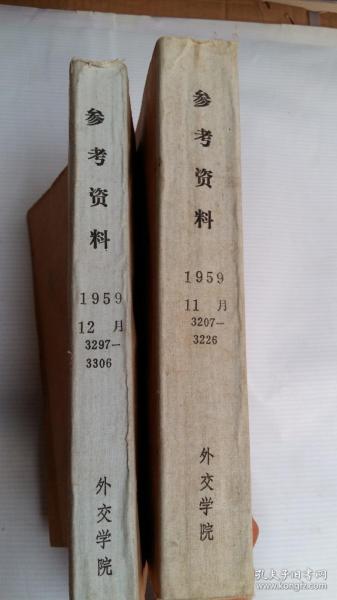 参考资料
1959
12 月
3297—
3306
外交学院
参考资料
1959
11 月
3207—
3226
外交学院
孔夫子旧书网